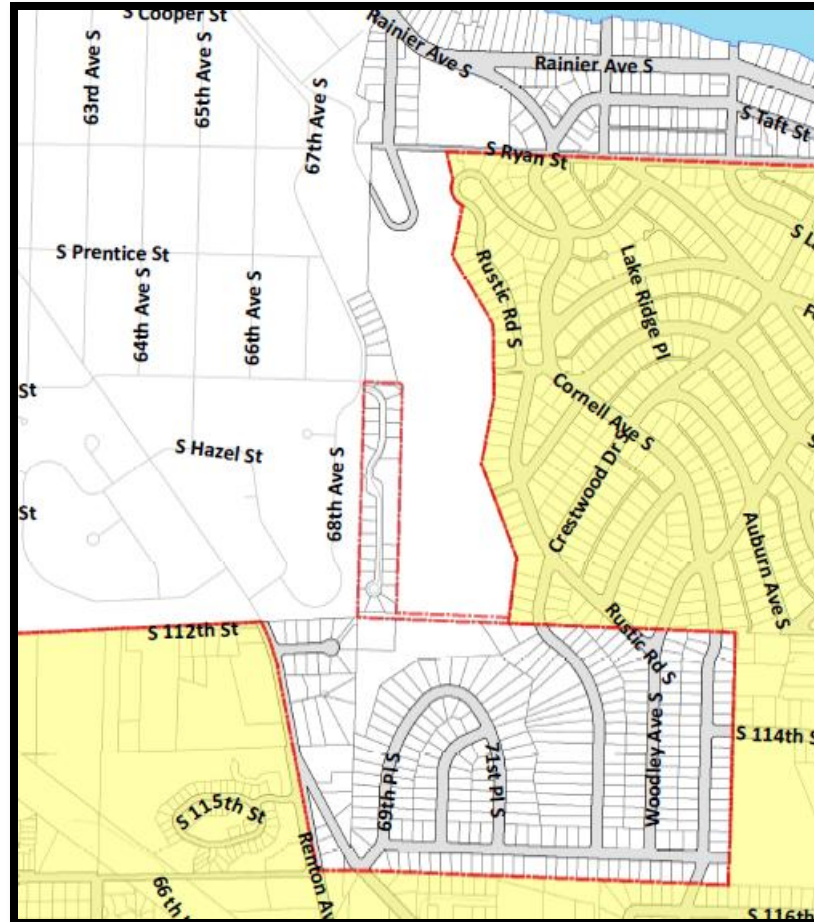 S Cooper St
Rainier Ave S
Rainier Ave S
63rd Ave S
65th Ave S
67th Ave S
S Taft St
S Ryan St
S Prentice St
64th Ave S
66th Ave S
Rustic Rd S
Lake Ridge Pl
St
Cornell Ave S
S Hazel St
68th Ave S
Crestwood Dr S
St
Auburn Ave S
S 112th St
Rustic Rd S
Woodley Ave S
S 114th S
69th Pl S
71st Pl S
S 115th St
Renton Av
66th
S 116th